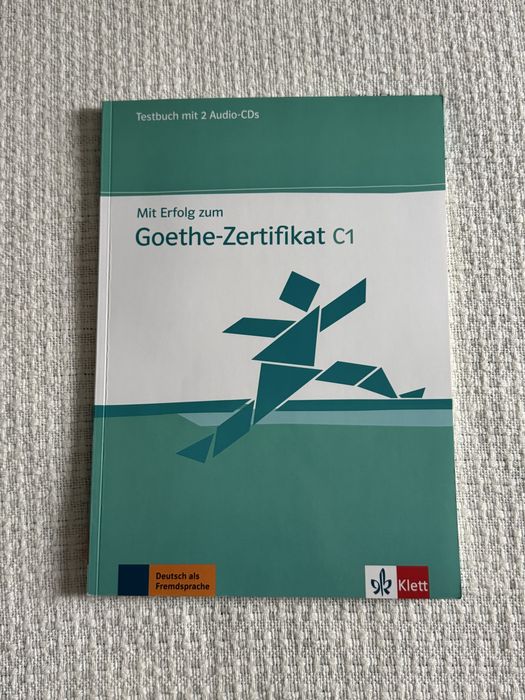 Testbuch mit 2 Audio-CDs
Mit Erfolg zum
Goethe-Zertifikat C1
Deutsch als
Fremdsprache
Klett